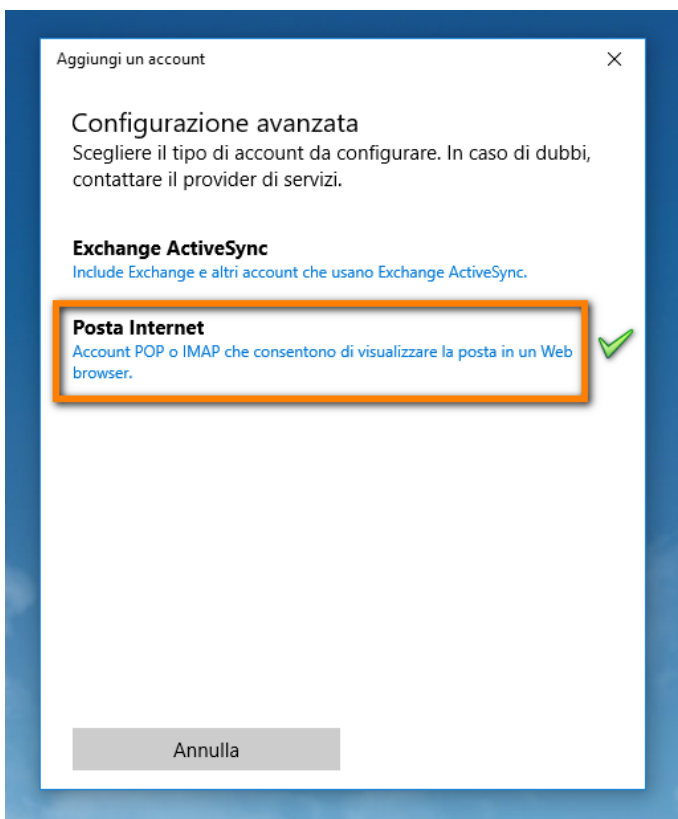 Aggiungi un account
Configurazione avanzata
Scegliere il tipo di account da configurare. In caso di dubbi,
contattare il provider di servizi.
Exchange ActiveSync
Include Exchange e altri account che usano Exchange ActiveSync.
Posta Internet
Account POP o IMAP che consentono di visualizzare la posta in un Web
browser.
Annulla